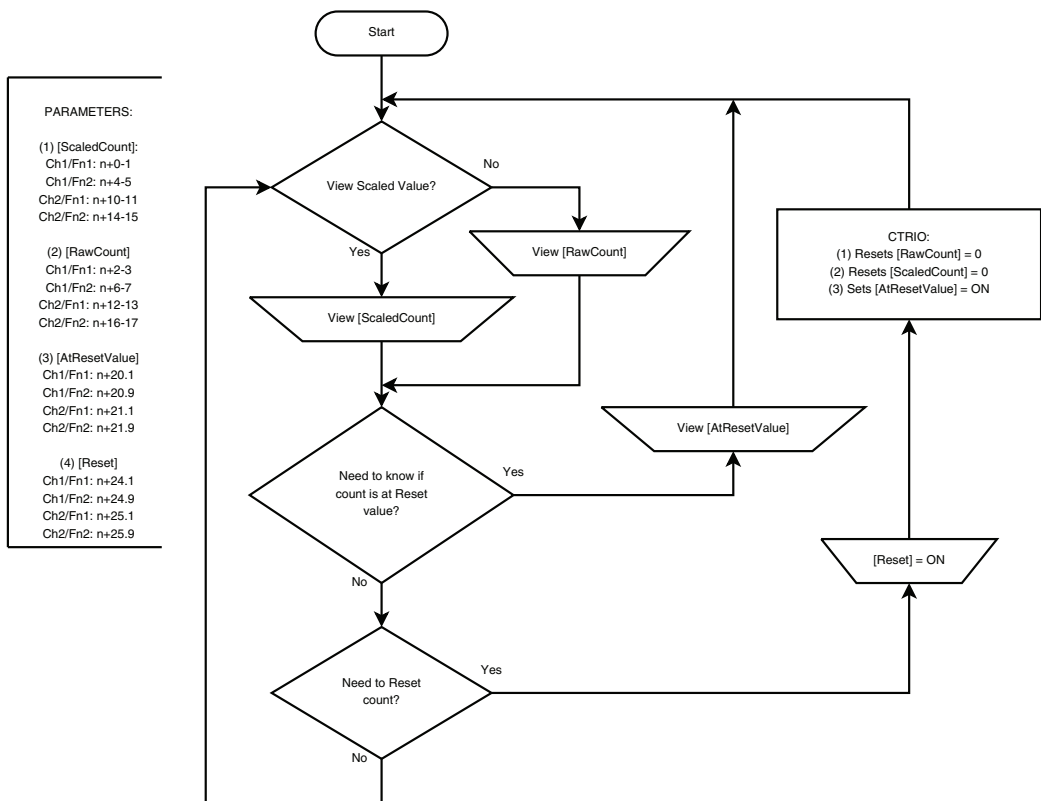 Start
PARAMETERS:
(1) [ScaledCount]:
Ch1/Fn1: n+0-1
Ch1/Fn2: n+4-5
Ch2/Fn1: n+10-11
Ch2/Fn2: n+14-15
(2) [RawCount]
Ch1/Fn1: n+2-3
Ch1/Fn2: n+6-7
Ch2/Fn1: n+12-13
Ch2/Fn2: n+16-17
(3) [AtResetValue]
Ch1/Fn1: n+20.1
Ch1/Fn2: n+20.9
Ch2/Fn1: n+21.1
Ch2/Fn2: n+21.9
(4) [Reset]
Ch1/Fn1: n+24.1
Ch1/Fn2: n+24.9
Ch2/Fn1: n+25.1
Ch2/Fn2: n+25.9
View Scaled Value?
No
Yes
View [RawCount]
View [ScaledCount]
CTRIO:
(1) Resets [RawCount] = 0
(2) Resets [ScaledCount] = 0
(3) Sets [AtResetValue] = ON
Need to know if
count is at Reset
value?
Yes
View [AtResetValue]
No
[Reset] = ON
Need to Reset
count?
Yes
No